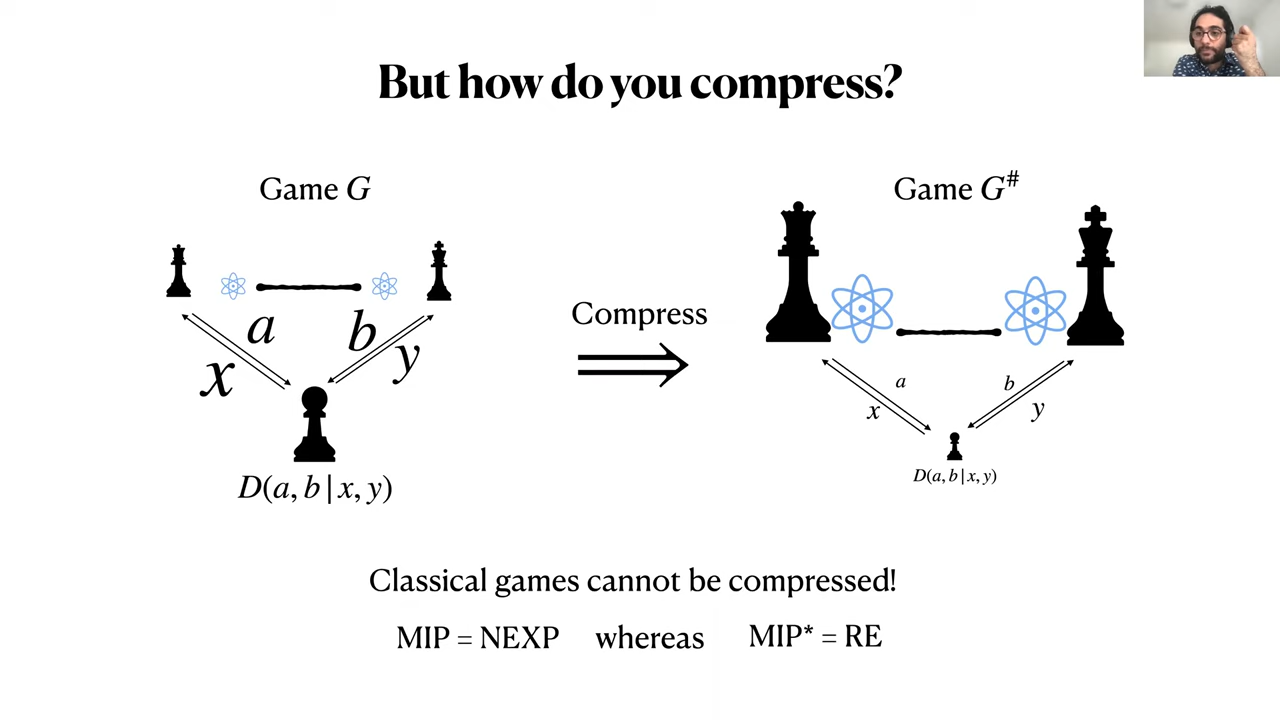 But how do you compress?
Game G
Game G#
a
b
x
y
Compress
a
b
x
y
D(a, b | x, y)
D(a, b | x, y)
Classical games cannot be compressed!
MIP = NEXP whereas MIP* = RE